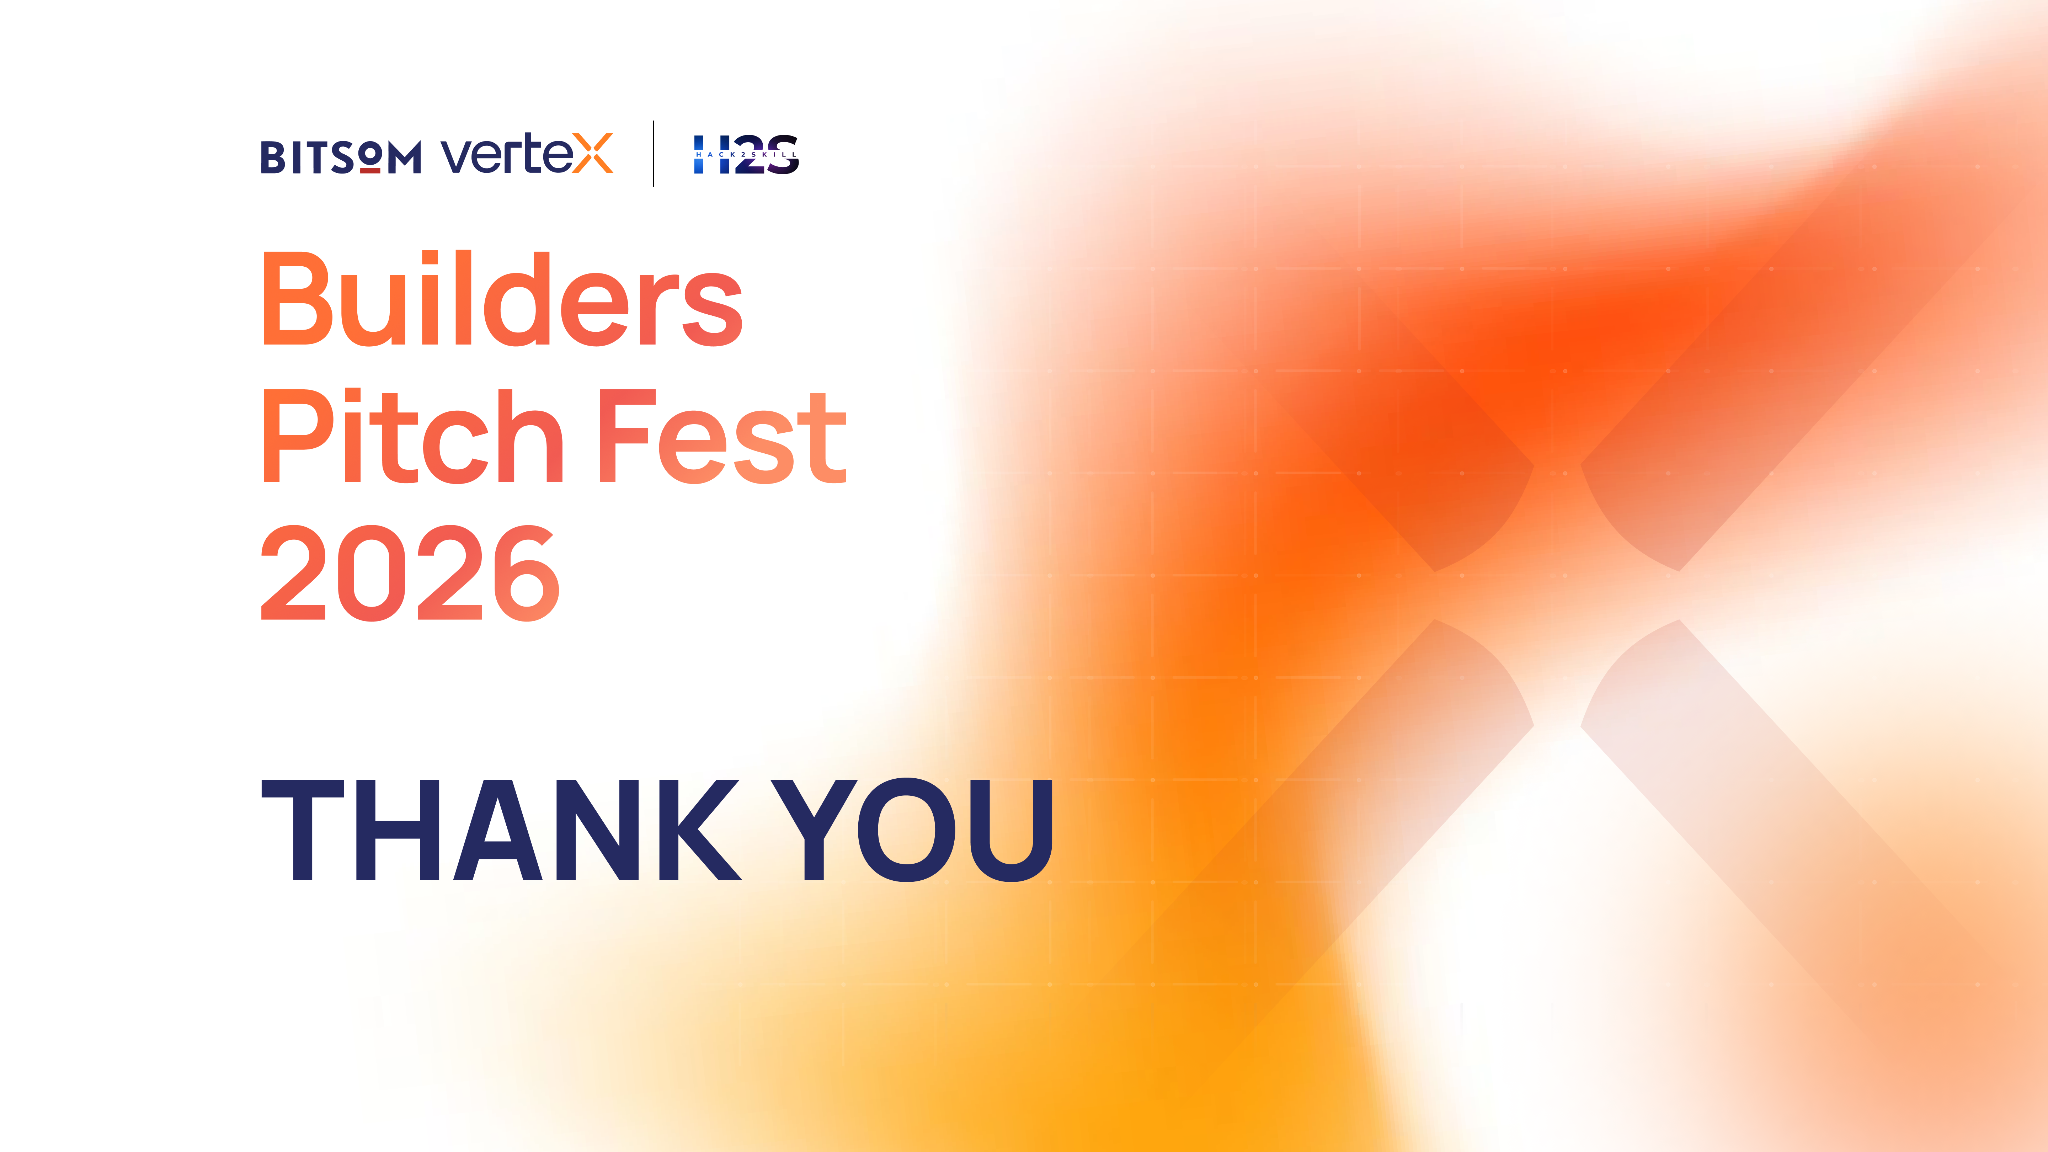 BITSOM verteX
H2S
HACK2SKILL
Builders
Pitch Fest
2026
THANK YOU